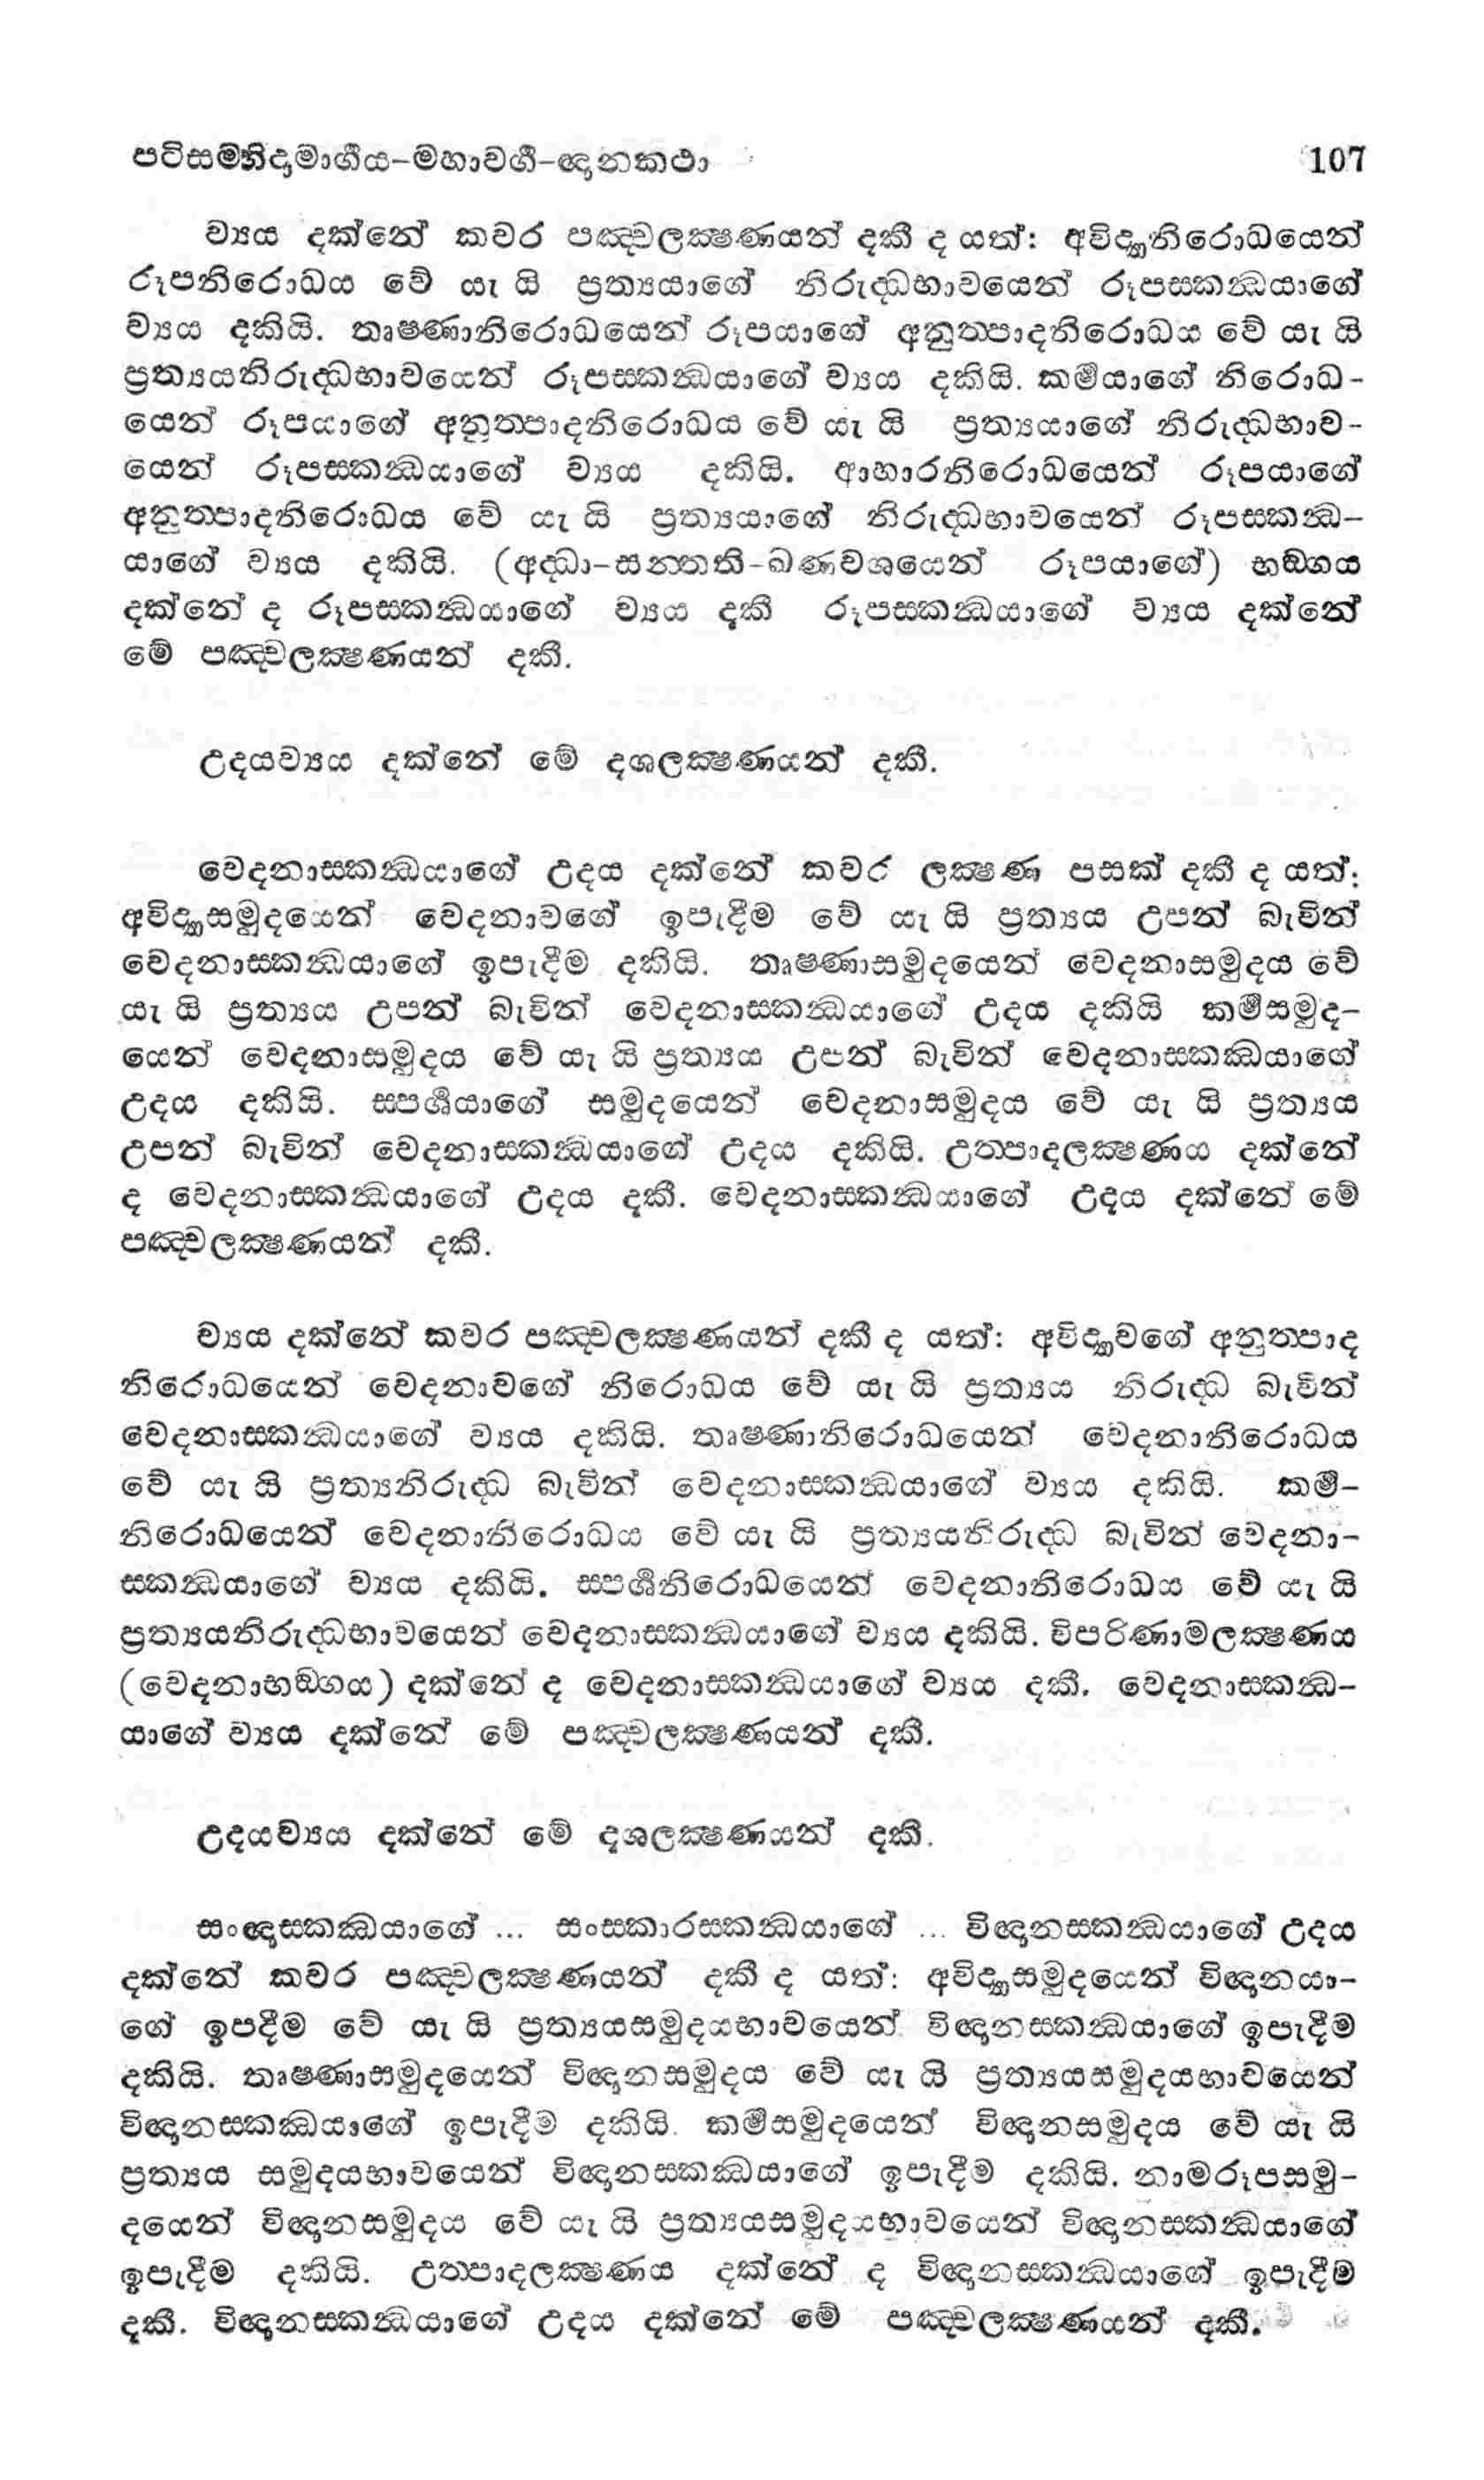 පටිසම්භිදාමාර්ගය-මහාවර්ග-ඥානකථා 107
ව්‍යය දක්නේ කවර පඤ්චලක්ෂණයන් දකී ද යත්: අවිද්‍යානිරොධයෙන්
රූපනිරොධය වේ යැ යි ප්‍රත්‍යයාගේ නිරුද්ධභාවයෙන් රූපස්කන්ධයාගේ
ව්‍යය දකියි. තෘෂ්ණානිරොධයෙන් රූපයාගේ අනුත්පාදනිරොධය වේ යැ යි
ප්‍රත්‍යයනිරුද්ධභාවයෙන් රූපස්කන්ධයාගේ ව්‍යය දකියි. කර්මයාගේ නිරොධ-
යෙන් රූපයාගේ අනුත්පාදනිරොධය වේ යැ යි ප්‍රත්‍යයාගේ නිරුද්ධභාව-
යෙන් රූපස්කන්ධයාගේ ව්‍යය දකියි. ආහාරනිරොධයෙන් රූපයාගේ
අනුත්පාදනිරොධය වේ යැ යි ප්‍රත්‍යයාගේ නිරුද්ධභාවයෙන් රූපස්කන්ධ-
යාගේ ව්‍යය දකියි. (අද්ධා-සන්තති-ඛණවශයෙන් රූපයාගේ) භඞ්ගය
දක්නේ ද රූපස්කන්ධයාගේ ව්‍යය දකී රූපස්කන්ධයාගේ ව්‍යය දක්නේ
මේ පඤ්චලක්ෂණයන් දකී.
උදයව්‍යය දක්නේ මේ දශලක්ෂණයන් දකී.
වෙදනාස්කන්ධයාගේ උදය දක්නේ කවර ලක්ෂණ පසක් දකී ද යත්:
අවිද්‍යාසමුදයෙන් වෙදනාවගේ ඉපැදීම වේ යැ යි ප්‍රත්‍යය උපන් බැවින්
වෙදනාස්කන්ධයාගේ ඉපැදීම දකියි. තෘෂ්ණාසමුදයෙන් වෙදනාසමුදය වේ
යැ යි ප්‍රත්‍යය උපන් බැවින් වෙදනාස්කන්ධයාගේ උදය දකියි කර්මසමුද-
යෙන් වෙදනාසමුදය වේ යැ යි ප්‍රත්‍යය උපන් බැවින් වෙදනාස්කන්ධයාගේ
උදය දකියි. ස්පර්ශයාගේ සමුදයෙන් වෙදනාසමුදය වේ යැ යි ප්‍රත්‍යය
උපන් බැවින් වෙදනාස්කන්ධයාගේ උදය දකියි. උත්පාදලක්ෂණය දක්නේ
ද වෙදනාස්කන්ධයාගේ උදය දකී. වෙදනාස්කන්ධයාගේ උදය දක්නේ මේ
පඤ්චලක්ෂණයන් දකී.
ව්‍යය දක්නේ කවර පඤ්චලක්ෂණයන් දකී ද යත්: අවිද්‍යාවගේ අනුත්පාද
නිරොධයෙන් වෙදනාවගේ නිරොධය වේ යැ යි ප්‍රත්‍යය නිරුද්ධ බැවින්
වෙදනාස්කන්ධයාගේ ව්‍යය දකියි. තෘෂ්ණානිරොධයෙන් වෙදනානිරොධය
වේ යැ යි ප්‍රත්‍යනිරුද්ධ බැවින් වෙදනාස්කන්ධයාගේ ව්‍යය දකියි. කර්ම-
නිරොධයෙන් වෙදනානිරොධය වේ යැ යි ප්‍රත්‍යයනිරුද්ධ බැවින් වෙදනා-
ස්කන්ධයාගේ ව්‍යය දකියි. ස්පර්ශනිරොධයෙන් වෙදනානිරොධය වේ යැ යි
ප්‍රත්‍යයනිරුද්ධභාවයෙන් වෙදනාස්කන්ධයාගේ ව්‍යය දකියි. විපරිණාමලක්ෂණය
(වෙදනාභඞ්ගය) දක්නේ ද වෙදනාස්කන්ධයාගේ ව්‍යය දකී. වෙදනාස්කන්ධ-
යාගේ ව්‍යය දක්නේ මේ පඤ්චලක්ෂණයන් දකී.
උදයව්‍යය දක්නේ මේ දශලක්ෂණයන් දකී.
සංඥාස්කන්ධයාගේ ... සංස්කාරස්කන්ධයාගේ ... විඥානස්කන්ධයාගේ උදය
දක්නේ කවර පඤ්චලක්ෂණයන් දකී ද යත්: අවිද්‍යාසමුදයෙන් විඥානයා-
ගේ ඉපදීම වේ යැ යි ප්‍රත්‍යයසමුදයභාවයෙන් විඥානස්කන්ධයාගේ ඉපැදීම
දකියි. තෘෂ්ණාසමුදයෙන් විඥානසමුදය වේ යැ යි ප්‍රත්‍යයසමුදයභාවයෙන්
විඥානස්කන්ධයාගේ ඉපැදීම දකියි. කර්මසමුදයෙන් විඥානසමුදය වේ යැ යි
ප්‍රත්‍යය සමුදයභාවයෙන් විඥානස්කන්ධයාගේ ඉපැදීම දකියි. නාමරූපසමු-
දයෙන් විඥානසමුදය වේ යැ යි ප්‍රත්‍යයසමුදයභාවයෙන් විඥානස්කන්ධයාගේ
ඉපැදීම දකියි. උත්පාදලක්ෂණය දක්නේ ද විඥානස්කන්ධයාගේ ඉපැදීම
දකී. විඥානස්කන්ධයාගේ උදය දක්නේ මේ පඤ්චලක්ෂණයන් දකී.